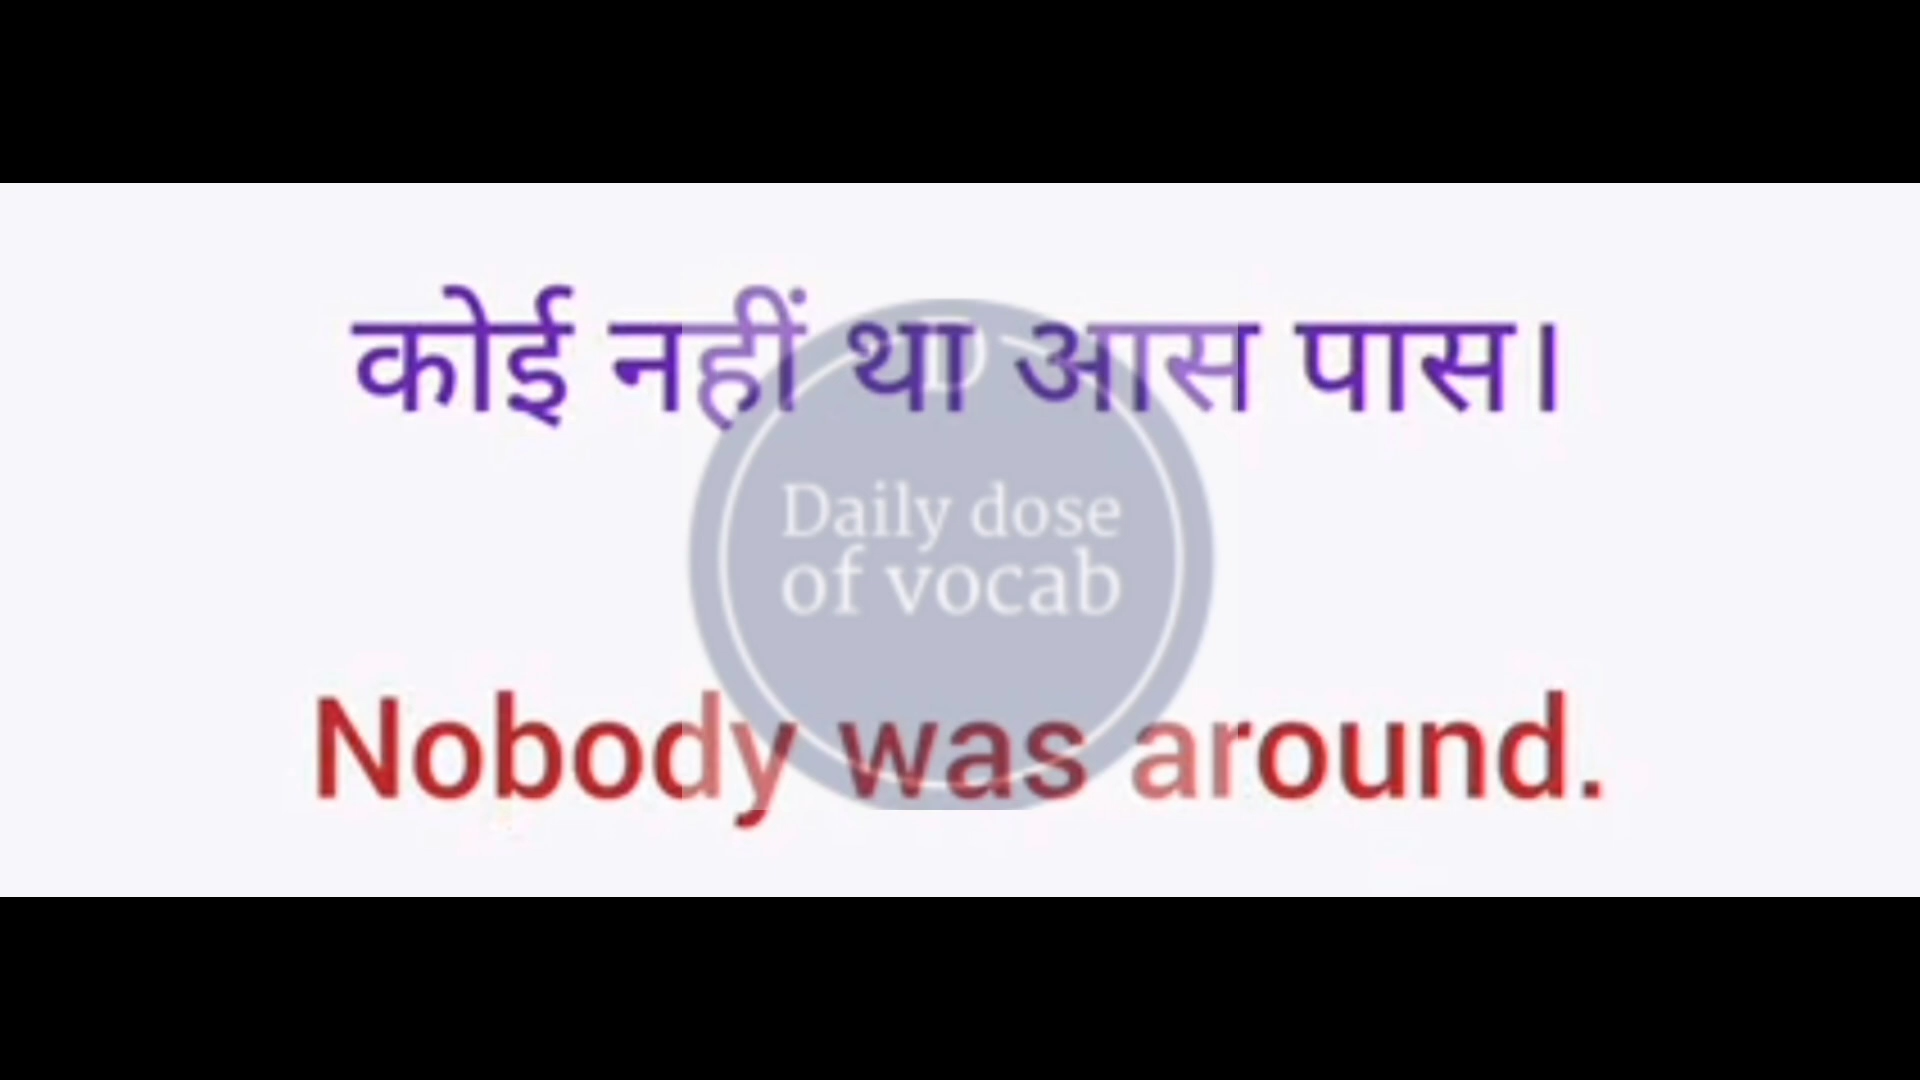 कोई नहीं था आस पास।
D
Daily dose
of vocab
Nobody was around.